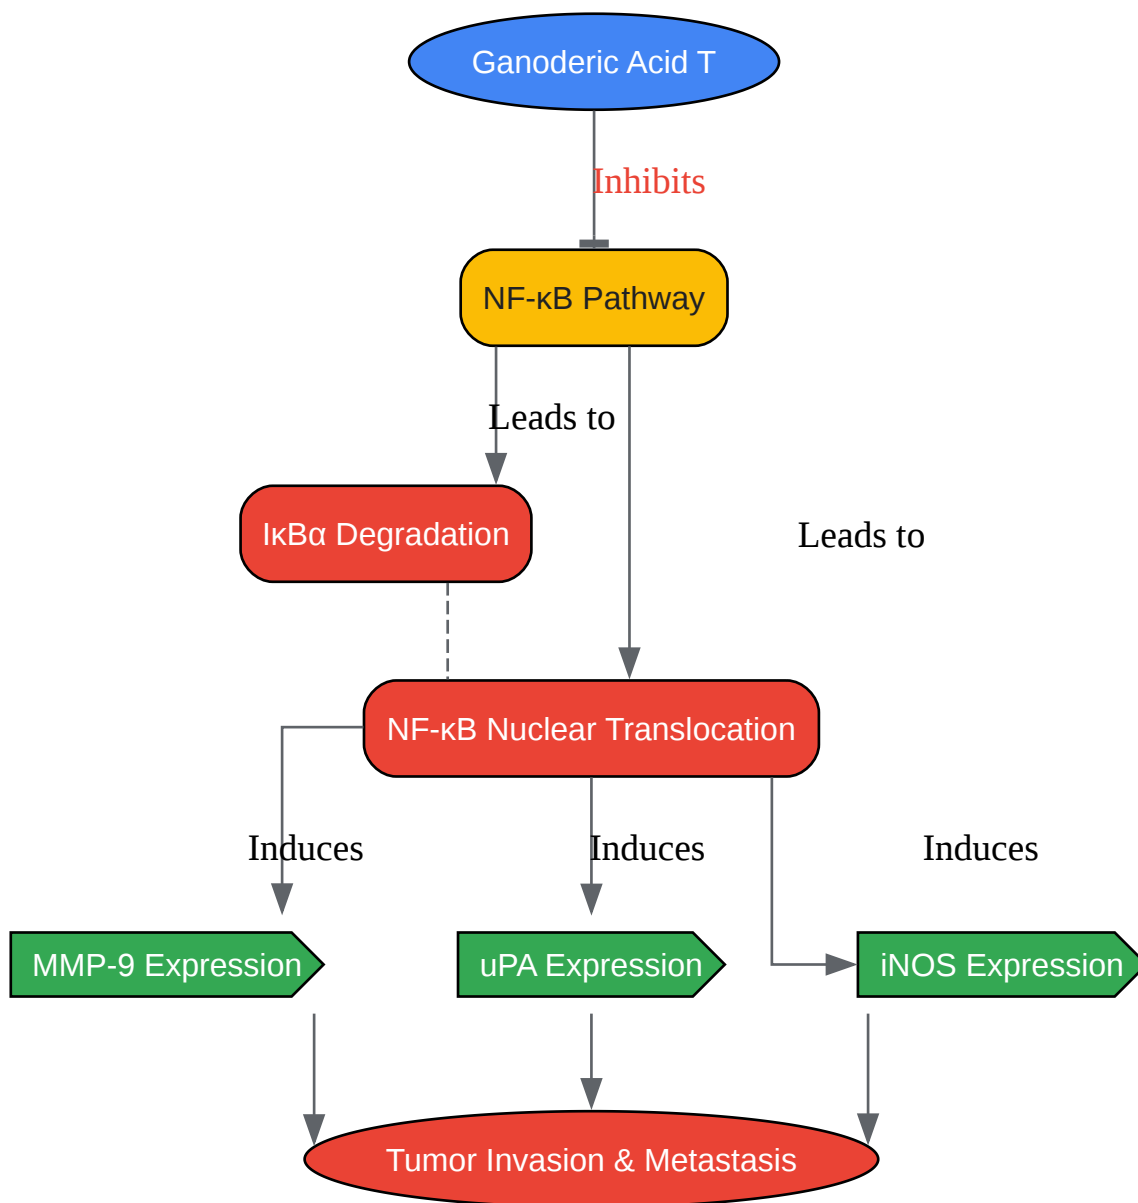 Ganoderic Acid T
Inhibits
NF-κB Pathway
Leads to
IκBα Degradation
Leads to
NF-κB Nuclear Translocation
Induces
Induces
Induces
MMP-9 Expression
uPA Expression
iNOS Expression
Tumor Invasion & Metastasis